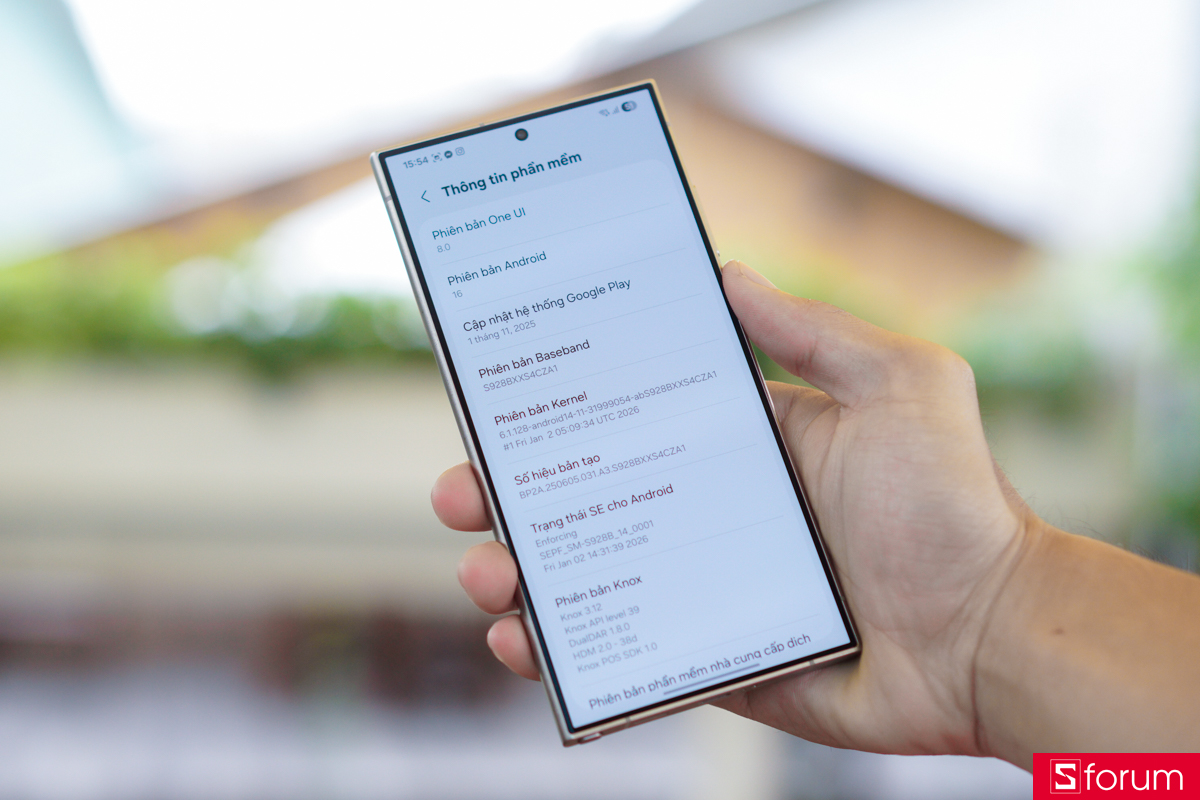 15:54
Thông tin phần mềm
Phiên bản One UI
8.0
Phiên bản Android
16
Cập nhật hệ thống Google Play
1 tháng 11, 2025
Phiên bản Baseband
S928BXXS4CZA1
Phiên bản Kernel
6.1.128-android14-11-31999054-abS928BXXS4CZA1
#1 Fri Jan 2 05:09:34 UTC 2026
Số hiệu bản tạo
BP2A.250605.031.A3.S928BXXS4CZA1
Trạng thái SE cho Android
Enforcing
SEPF_SM-S928B_14_0001
Fri Jan 02 14:31:39 2026
Phiên bản Knox
Knox 3.12
Knox API level 39
DualDAR 1.8.0
HDM 2.0 - 38d
Knox POS SDK 1.0
Phiên bản phần mềm nhà cung cấp dịch
Sforum